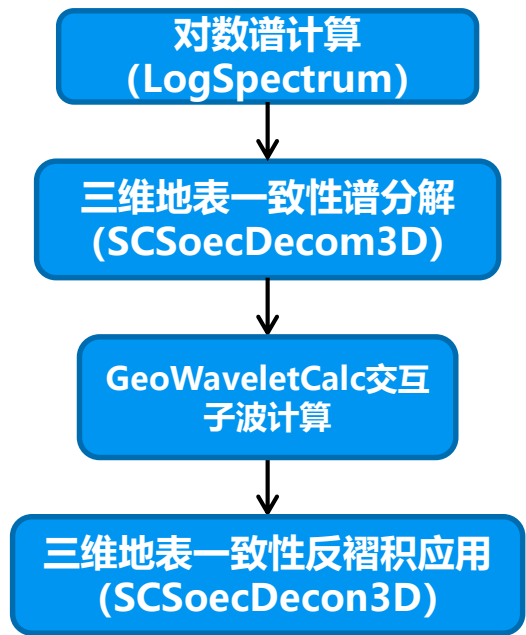 对数谱计算
(LogSpectrum)
三维地表一致性谱分解
(SCSoecDecom3D)
GeoWaveletCalc交互
子波计算
三维地表一致性反褶积应用
(SCSoecDecon3D)